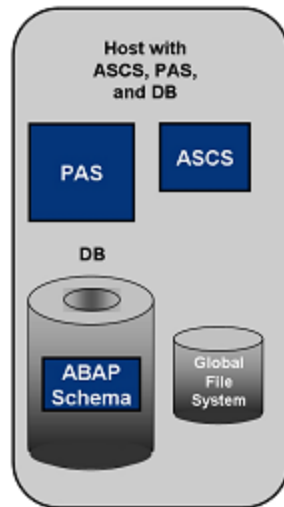 Host with
ASCS, PAS,
and DB
PAS
ASCS
DB
ABAP
Schema
Global
File
System